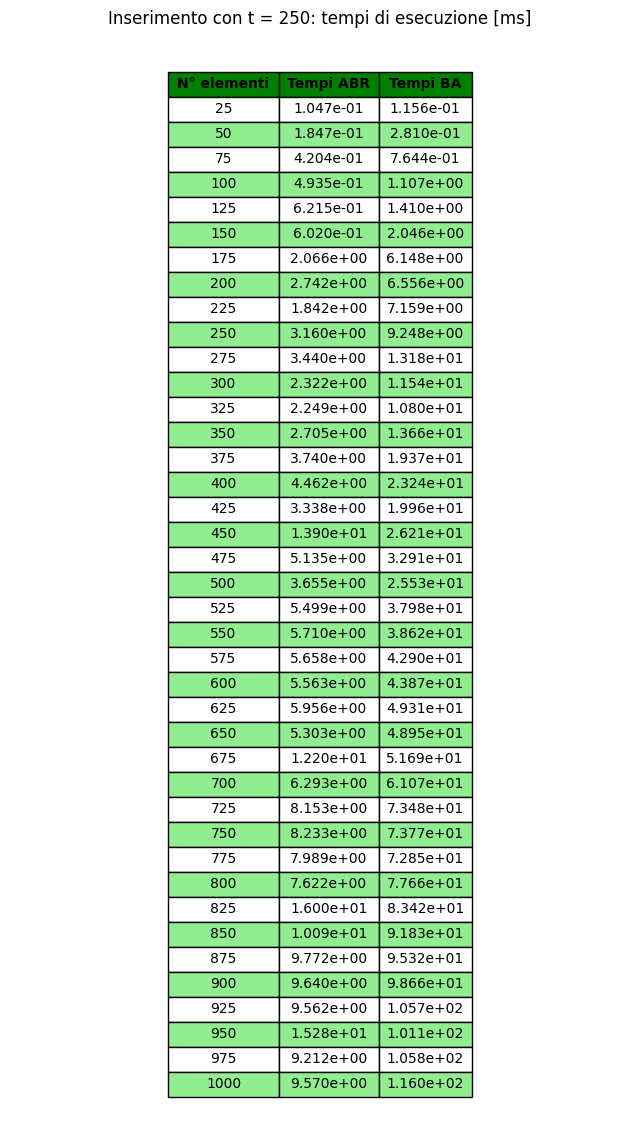 Inserimento con t = 250: tempi di esecuzione [ms]
N° elementi Tempi ABR Tempi BA
25 1.047e-01 1.156e-01
50 1.847e-01 2.810e-01
75 4.204e-01 7.644e-01
100 4.935e-01 1.107e+00
125 6.215e-01 1.410e+00
150 6.020e-01 2.046e+00
175 2.066e+00 6.148e+00
200 2.742e+00 6.556e+00
225 1.842e+00 7.159e+00
250 3.160e+00 9.248e+00
275 3.440e+00 1.318e+01
300 2.322e+00 1.154e+01
325 2.249e+00 1.080e+01
350 2.705e+00 1.366e+01
375 3.740e+00 1.937e+01
400 4.462e+00 2.324e+01
425 3.338e+00 1.996e+01
450 1.390e+01 2.621e+01
475 5.135e+00 3.291e+01
500 3.655e+00 2.553e+01
525 5.499e+00 3.798e+01
550 5.710e+00 3.862e+01
575 5.658e+00 4.290e+01
600 5.563e+00 4.387e+01
625 5.956e+00 4.931e+01
650 5.303e+00 4.895e+01
675 1.220e+01 5.169e+01
700 6.293e+00 6.107e+01
725 8.153e+00 7.348e+01
750 8.233e+00 7.377e+01
775 7.989e+00 7.285e+01
800 7.622e+00 7.766e+01
825 1.600e+01 8.342e+01
850 1.009e+01 9.183e+01
875 9.772e+00 9.532e+01
900 9.640e+00 9.866e+01
925 9.562e+00 1.057e+02
950 1.528e+01 1.011e+02
975 9.212e+00 1.058e+02
1000 9.570e+00 1.160e+02